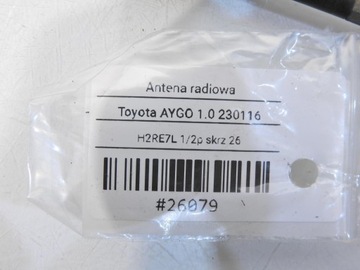 Antena radiowa
Toyota AYGO 1.0 230116
H2RE7L 1/2p skrz 26
#26079